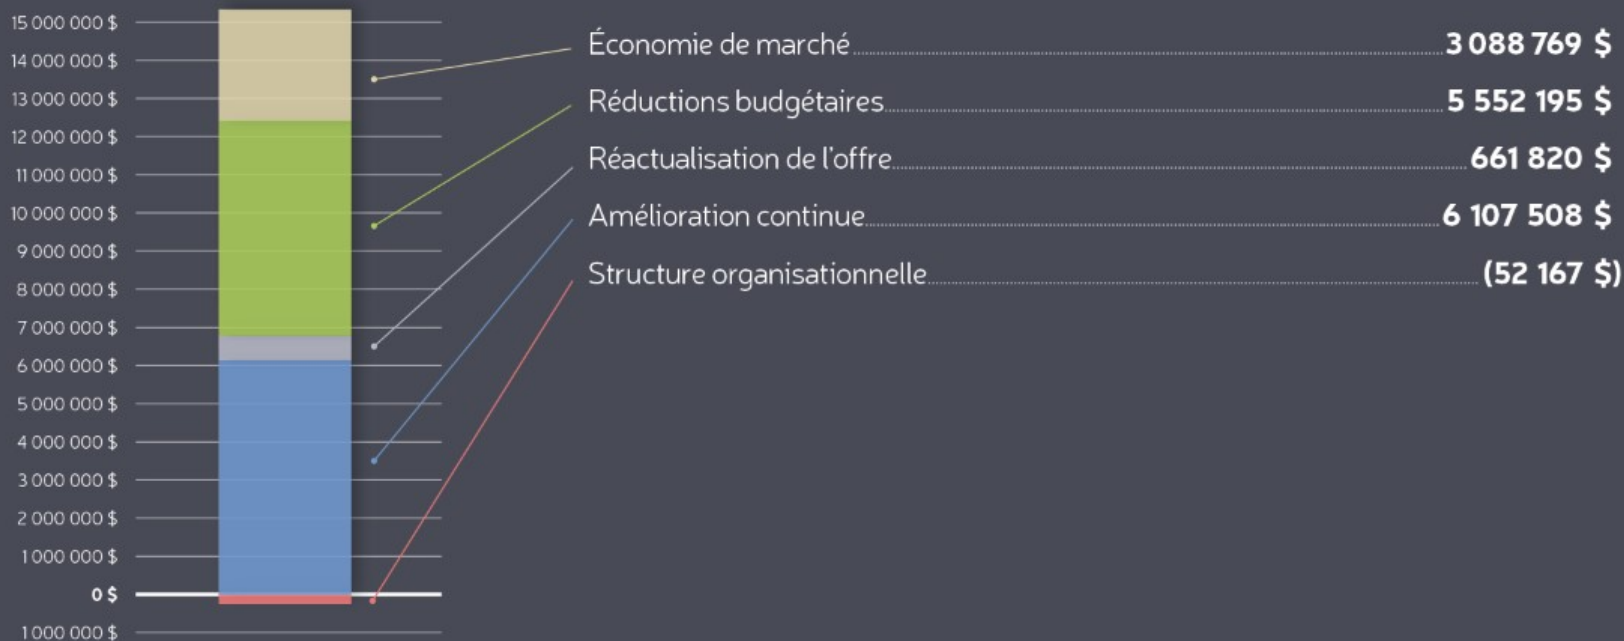 15 000 000 $
14 000 000 $
13 000 000 $
12 000 000 $
11 000 000 $
10 000 000 $
9 000 000 $
8 000 000 $
7 000 000 $
6 000 000 $
5 000 000 $
4 000 000 $
3 000 000 $
2 000 000 $
1 000 000 $
0 $
1 000 000 $
Économie de marché 3 088 769 $
Réductions budgétaires 5 552 195 $
Réactualisation de l'offre 661 820 $
Amélioration continue 6 107 508 $
Structure organisationnelle (52 167 $)